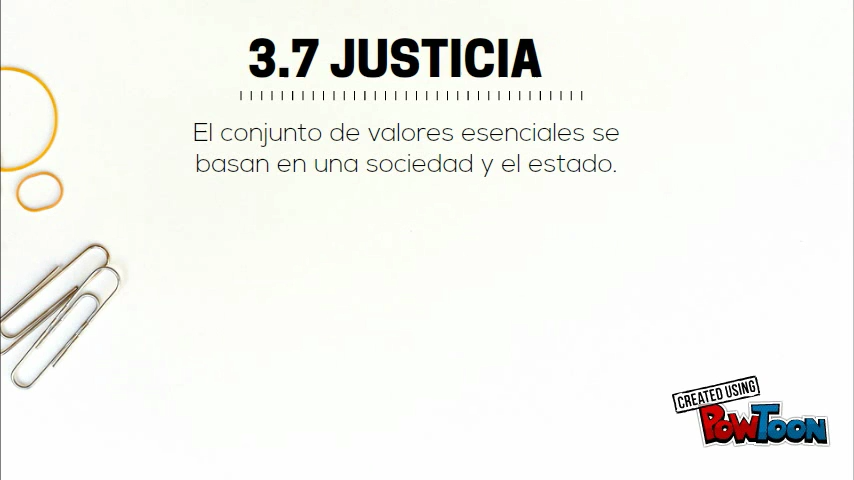 3.7 JUSTICIA
El conjunto de valores esenciales se
basan en una sociedad y el estado.
CREATED USING
POWTOON